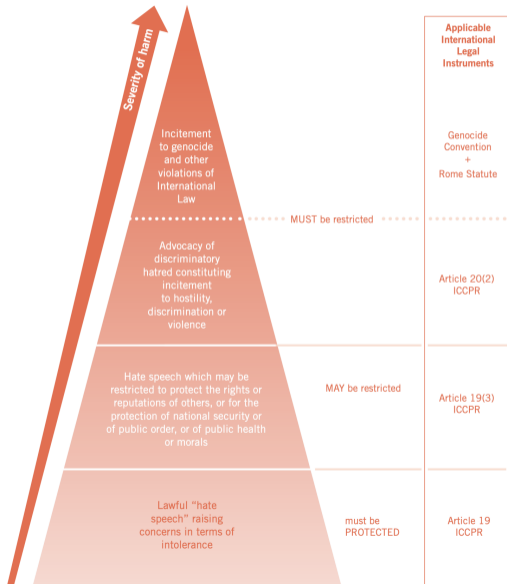 Severity of harm
Applicable
International
Legal
Instruments
Incitement
to genocide
and other
violations of
International
Law
Genocide
Convention
+
Rome Statute
MUST be restricted
Advocacy of
discriminatory
hatred constituting
incitement
to hostility,
discrimination or
violence
Article 20(2)
ICCPR
Hate speech which may be
restricted to protect the rights or
reputations of others, or for the
protection of national security or
of public order, or of public health
or morals
MAY be restricted
Article 19(3)
ICCPR
Lawful “hate
speech” raising
concerns in terms of
intolerance
must be
PROTECTED
Article 19
ICCPR